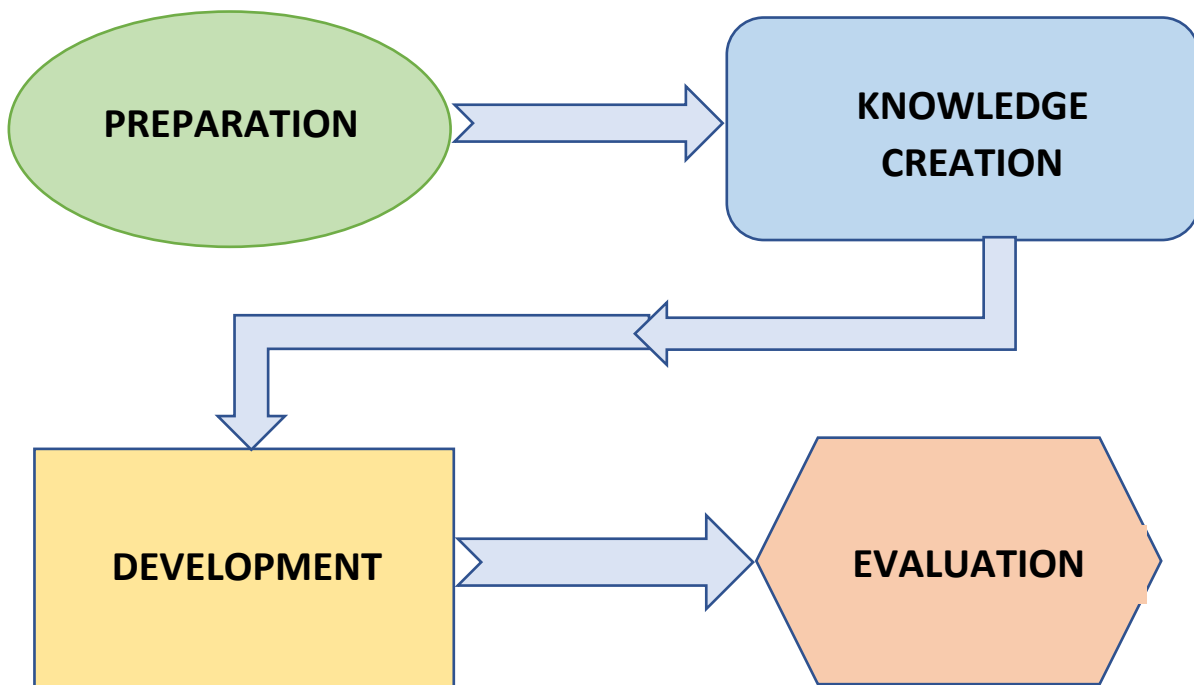 PREPARATION
KNOWLEDGE
CREATION
DEVELOPMENT
EVALUATION